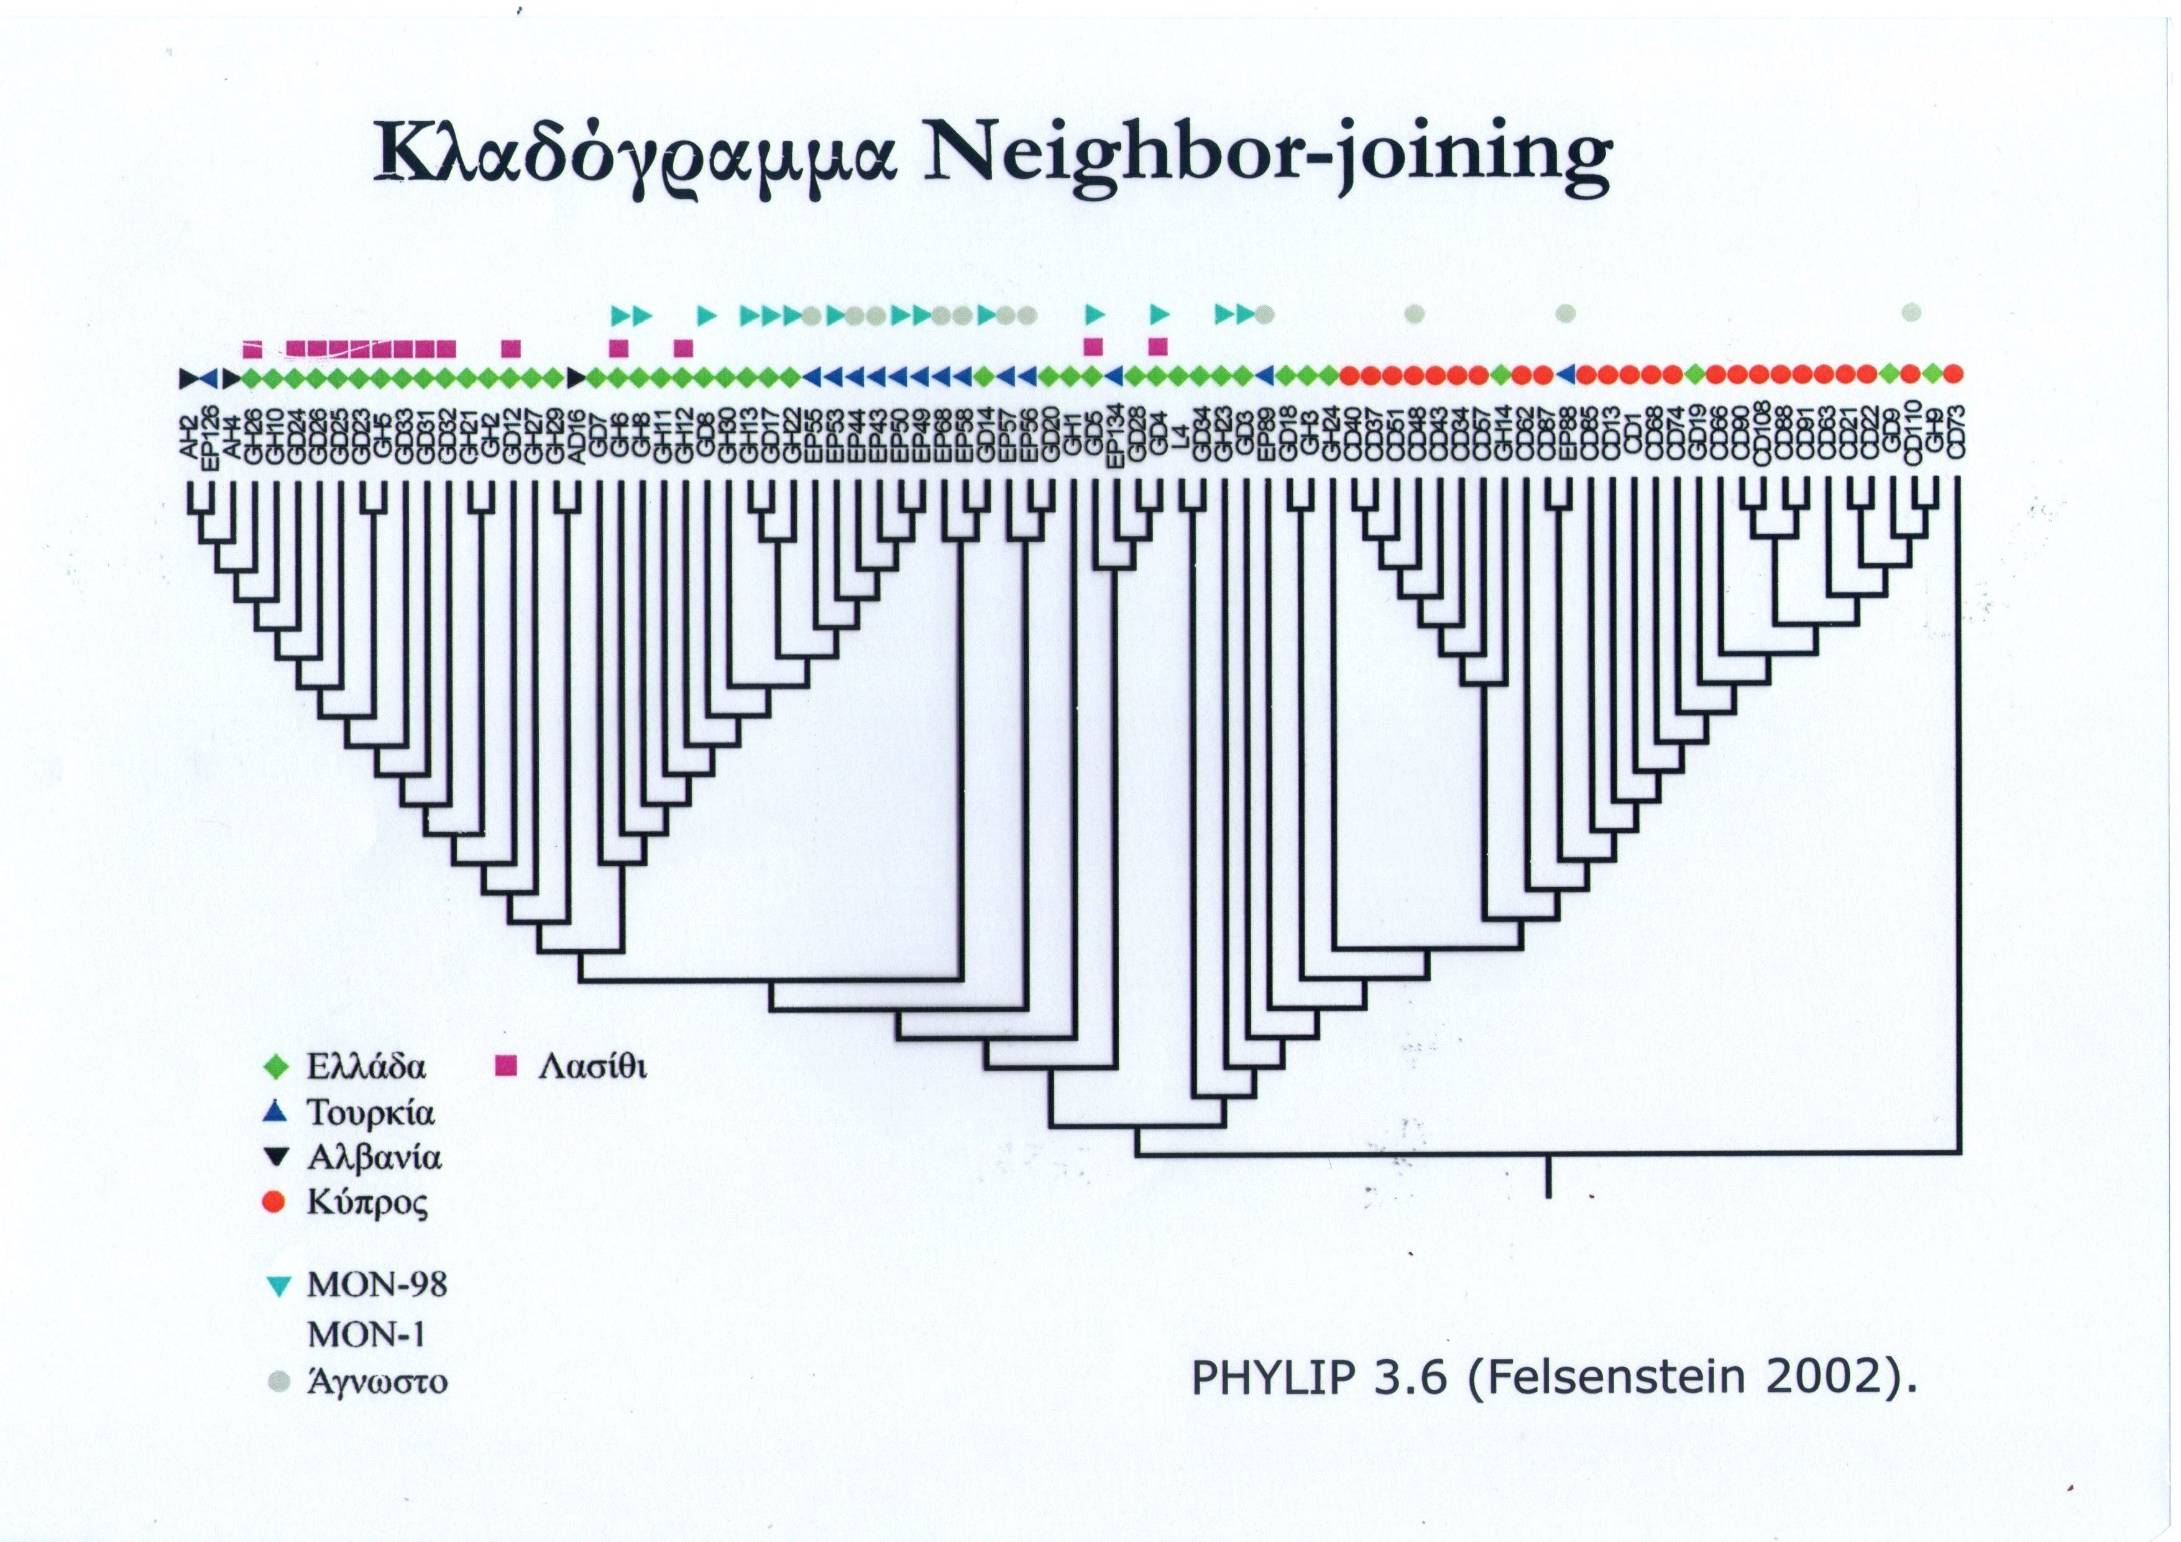 Κλαδόγραμμα Neighbor-joining
AH2 EP126 AH4 GH26 GH10 GD24 GD26 GD25 GD23 GH5 GD33 GD31 GD32 GH21 GH2 GD12 GH27 GH29 AD16 GD7 GH6 GH8 GH11 GH12 GD8 GH30 GH13 GD17 GH22 EP55 EP53 EP44 EP43 EP50 EP49 EP68 EP58 GD14 EP57 EP56 GD20 GH1 GD5 EP134 GD28 GD4 L4 GD34 GH23 GD3 EP89 GD18 GH3 GH24 CD40 CD37 CD51 CD48 CD43 CD34 CD57 GH14 CD62 CD87 EP88 CD85 CD13 CD1 CD68 CD74 GD19 CD66 CD90 CD108 CD88 CD91 CD63 CD21 CD22 GD9 CD110 GH9 CD73
Ελλάδα Λασίθι
Τουρκία
Αλβανία
Κύπρος
MON-98
MON-1
Άγνωστο
PHYLIP 3.6 (Felsenstein 2002).